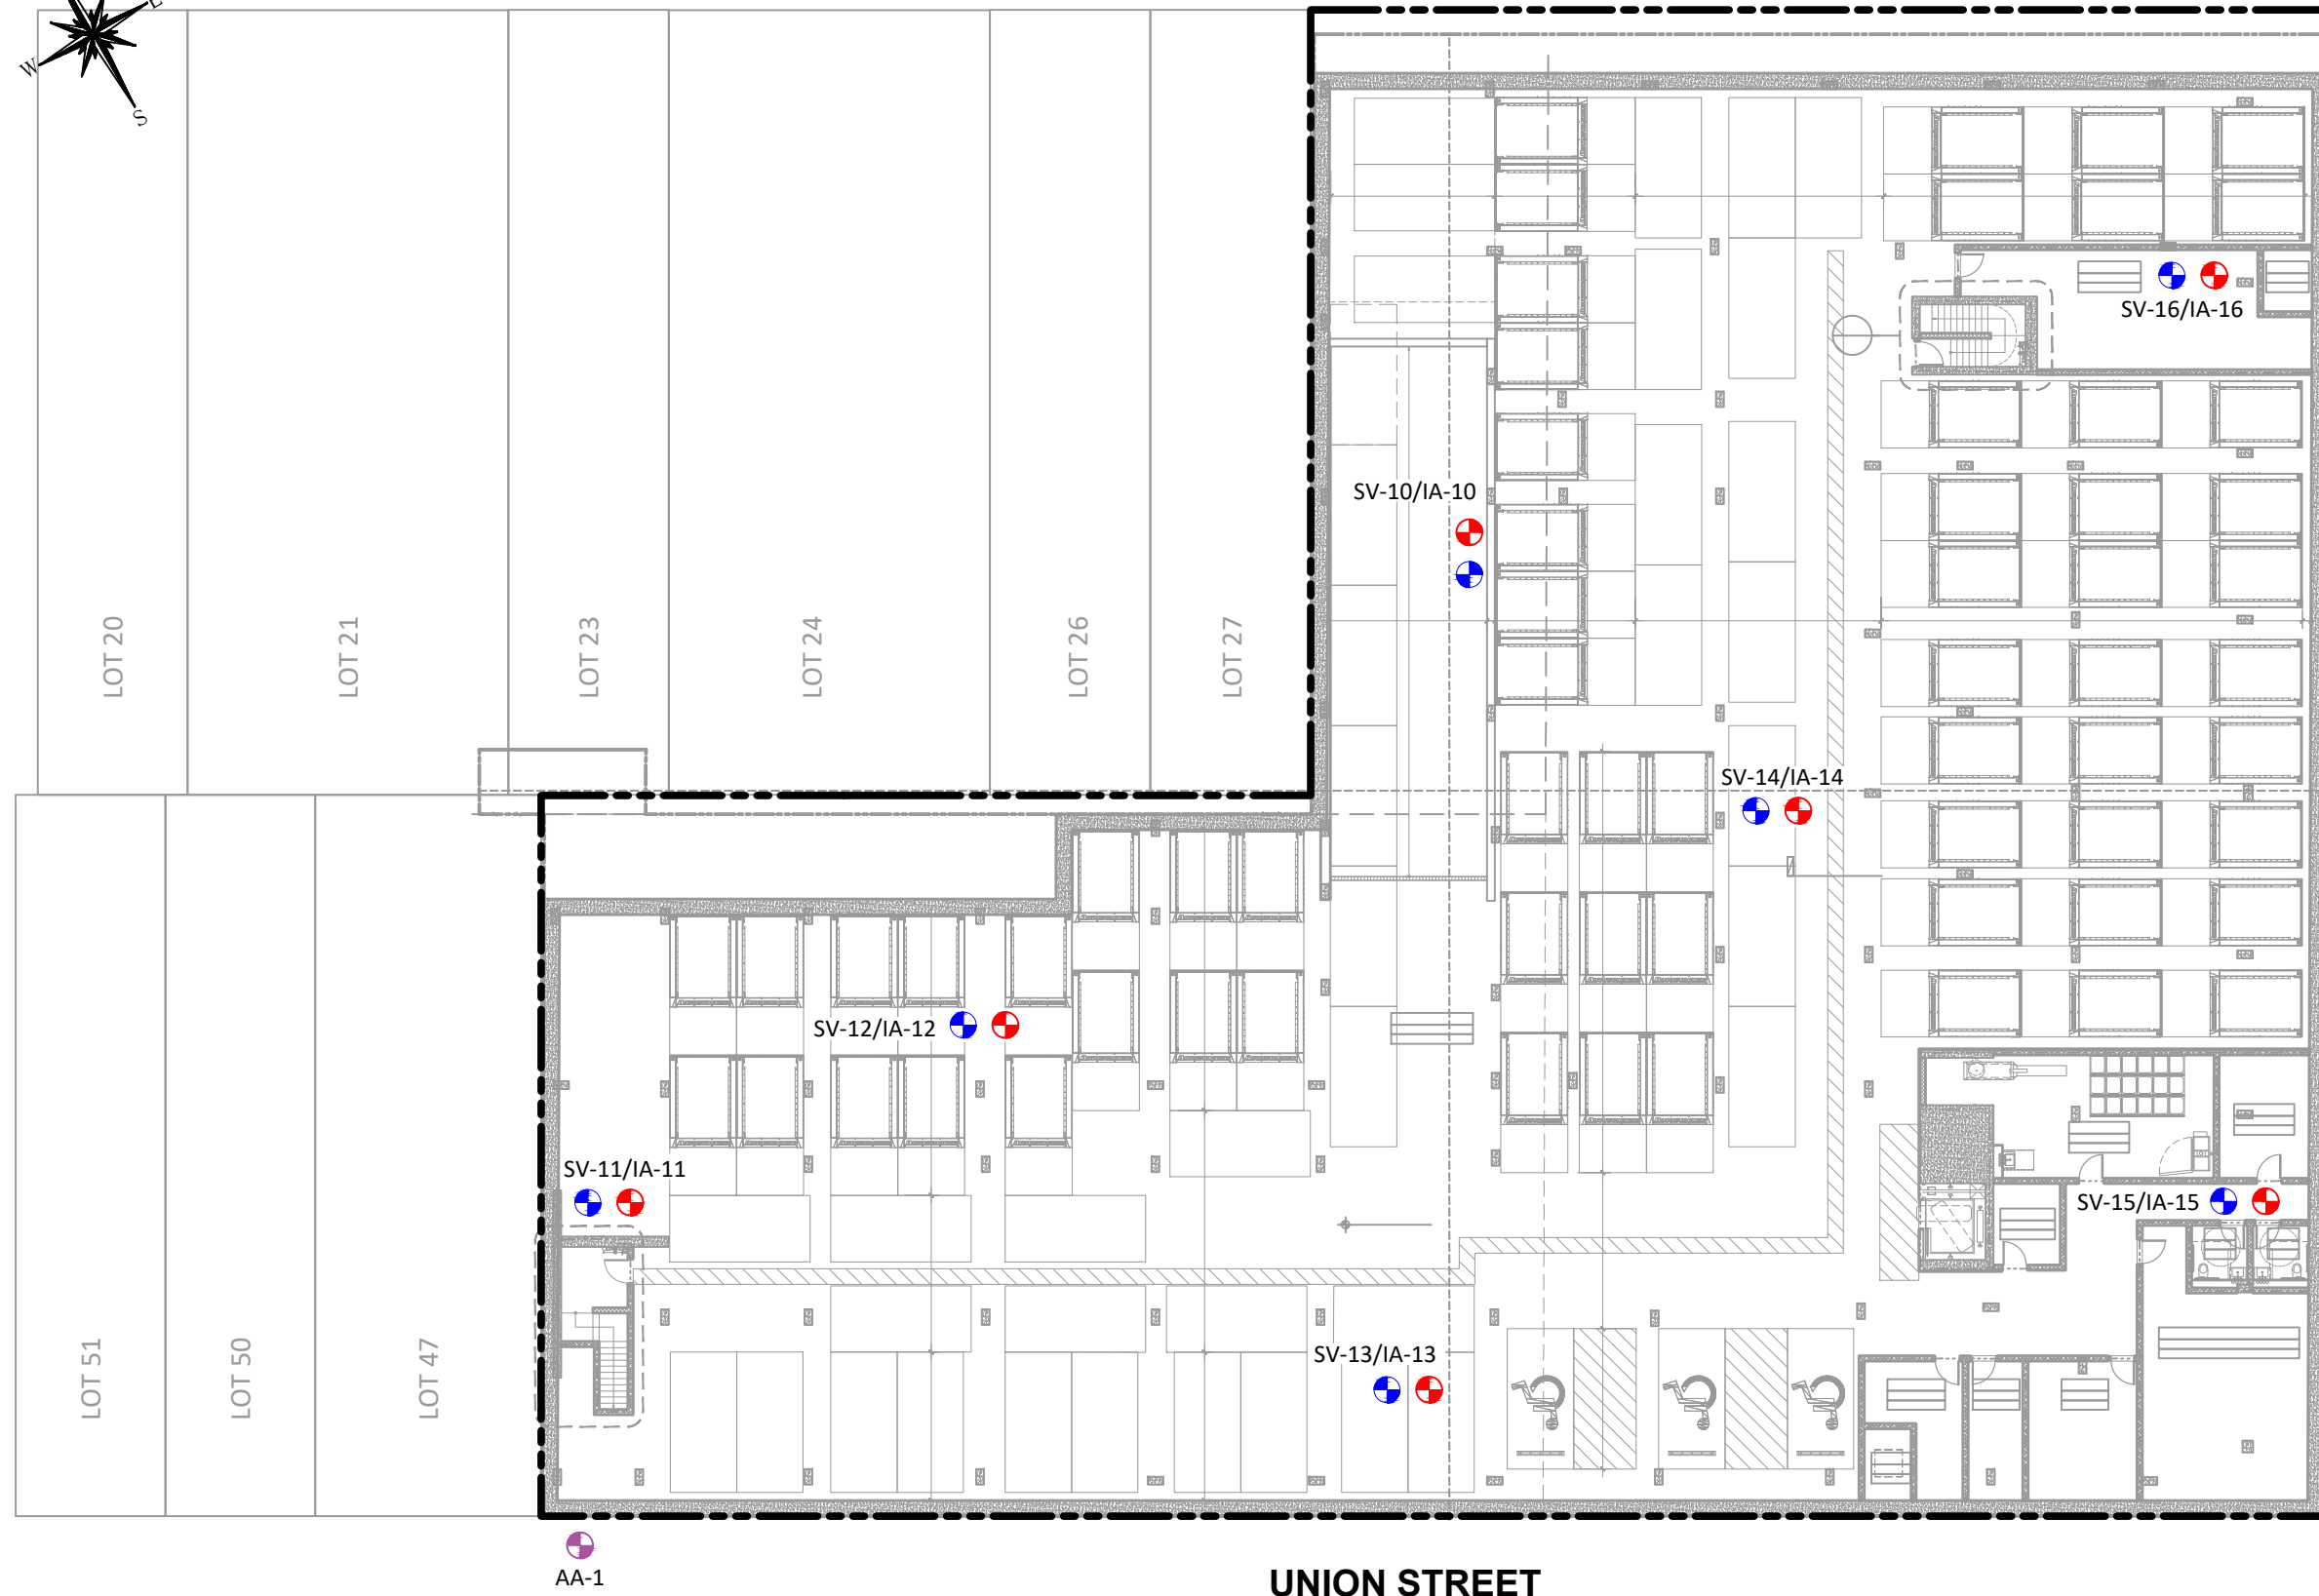 E
W
S
SV-16/IA-16
SV-10/IA-10
LOT 20
LOT 21
LOT 23
LOT 24
LOT 26
LOT 27
SV-14/IA-14
SV-12/IA-12
SV-11/IA-11
SV-15/IA-15
LOT 51
LOT 50
LOT 47
SV-13/IA-13
AA-1
UNION STREET